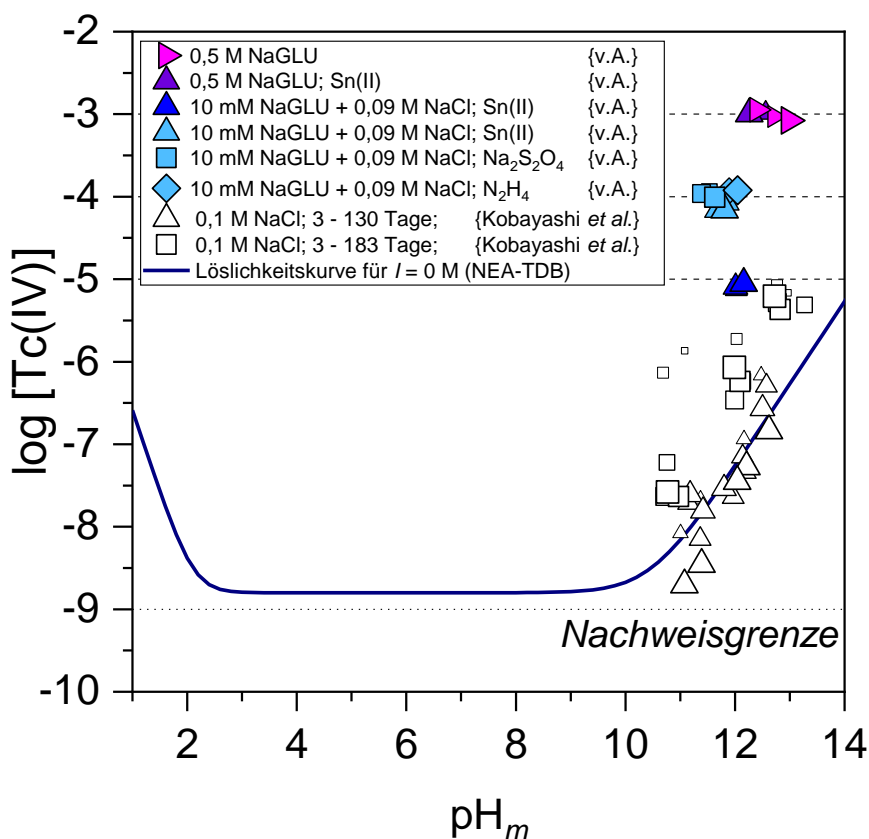 -2
-3
-4
-5
-6
-7
-8
-9
-10
log [Tc(IV)]
0,5 M NaGLU {v.A.}
0,5 M NaGLU; Sn(II) {v.A.}
10 mM NaGLU + 0,09 M NaCl; Sn(II) {v.A.}
10 mM NaGLU + 0,09 M NaCl; Sn(II) {v.A.}
10 mM NaGLU + 0,09 M NaCl; Na₂S₂O₄ {v.A.}
10 mM NaGLU + 0,09 M NaCl; N₂H₄ {v.A.}
0,1 M NaCl; 3 - 130 Tage; {Kobayashi et al.}
0,1 M NaCl; 3 - 183 Tage; {Kobayashi et al.}
Löslichkeitskurve für I = 0 M (NEA-TDB)
Nachweisgrenze
2 4 6 8 10 12 14
pHₘ